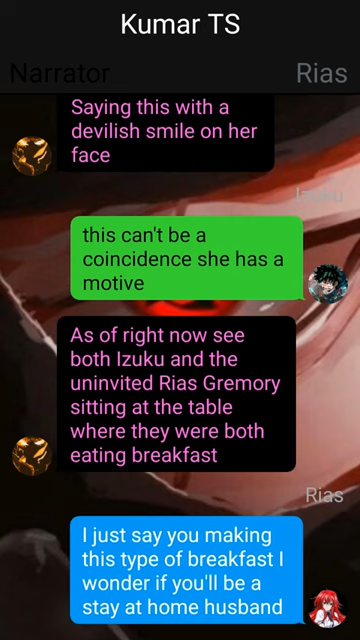 Kumar TS
Narrator
Rias
Saying this with a
devilish smile on her
face
Izuku
this can't be a
coincidence she has a
motive
As of right now see
both Izuku and the
uninvited Rias Gremory
sitting at the table
where they were both
eating breakfast
Rias
I just say you making
this type of breakfast I
wonder if you'll be a
stay at home husband